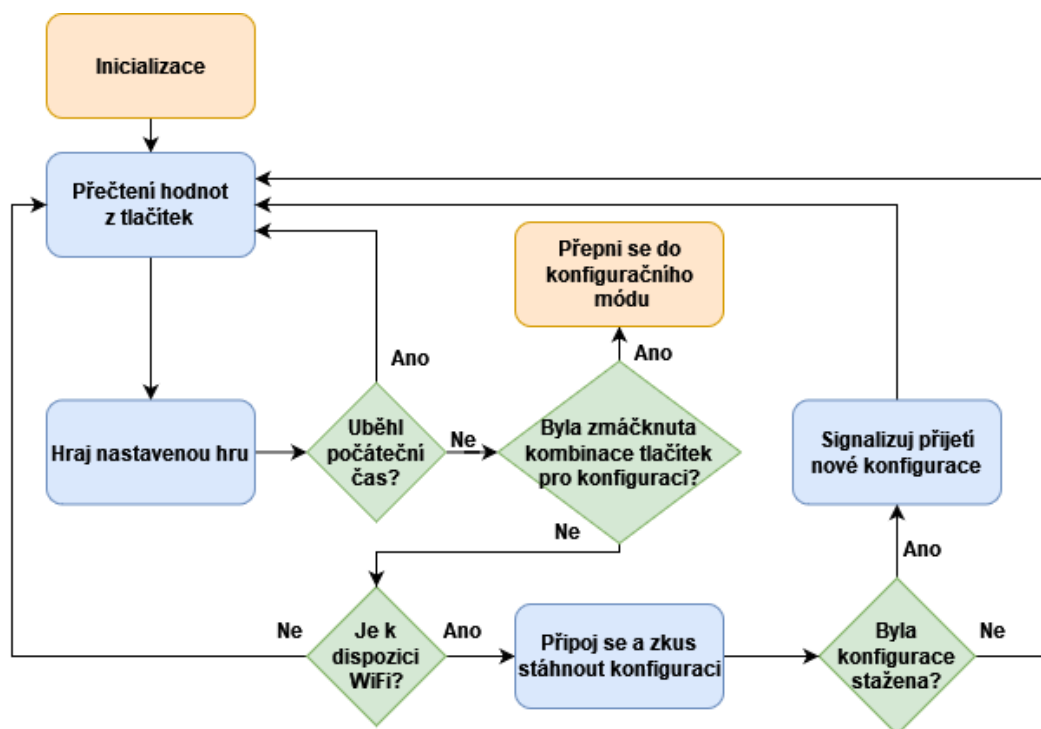 Inicializace
Přečtení hodnot
z tlačítek
Přepni se do
konfiguračního
módu
Ano
Ano
Hraj nastavenou hru
Uběhl
počáteční
čas?
Ne
Byla zmáčknuta
kombinace tlačítek
pro konfiguraci?
Signalizuj přijetí
nové konfigurace
Ne
Ano
Ne
Je k
dispozici
WiFi?
Ano
Připoj se a zkus
stáhnout konfiguraci
Byla
konfigurace
stažena?
Ne